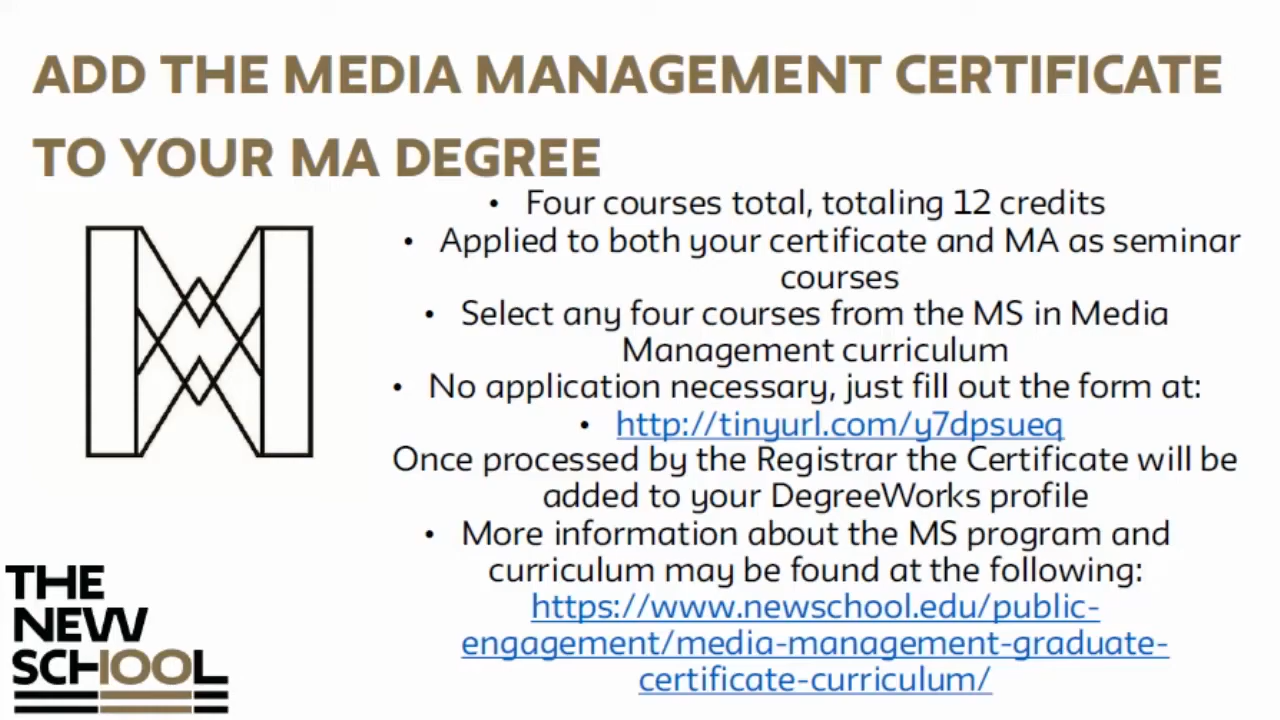 ADD THE MEDIA MANAGEMENT CERTIFICATE
TO YOUR MA DEGREE
• Four courses total, totaling 12 credits
• Applied to both your certificate and MA as seminar
courses
• Select any four courses from the MS in Media
Management curriculum
• No application necessary, just fill out the form at:
• http://tinyurl.com/y7dpsueq
Once processed by the Registrar the Certificate will be
added to your DegreeWorks profile
• More information about the MS program and
curriculum may be found at the following:
https://www.newschool.edu/public-
engagement/media-management-graduate-
certificate-curriculum/
THE
NEW
SCHOOL